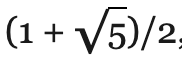 (1 + √5)/2,